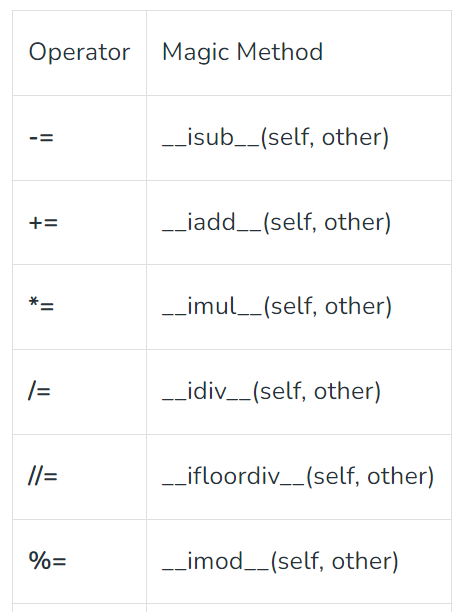 Operator Magic Method
-= __isub__(self, other)
+= __iadd__(self, other)
*= __imul__(self, other)
/= __idiv__(self, other)
//= __ifloordiv__(self, other)
%= __imod__(self, other)